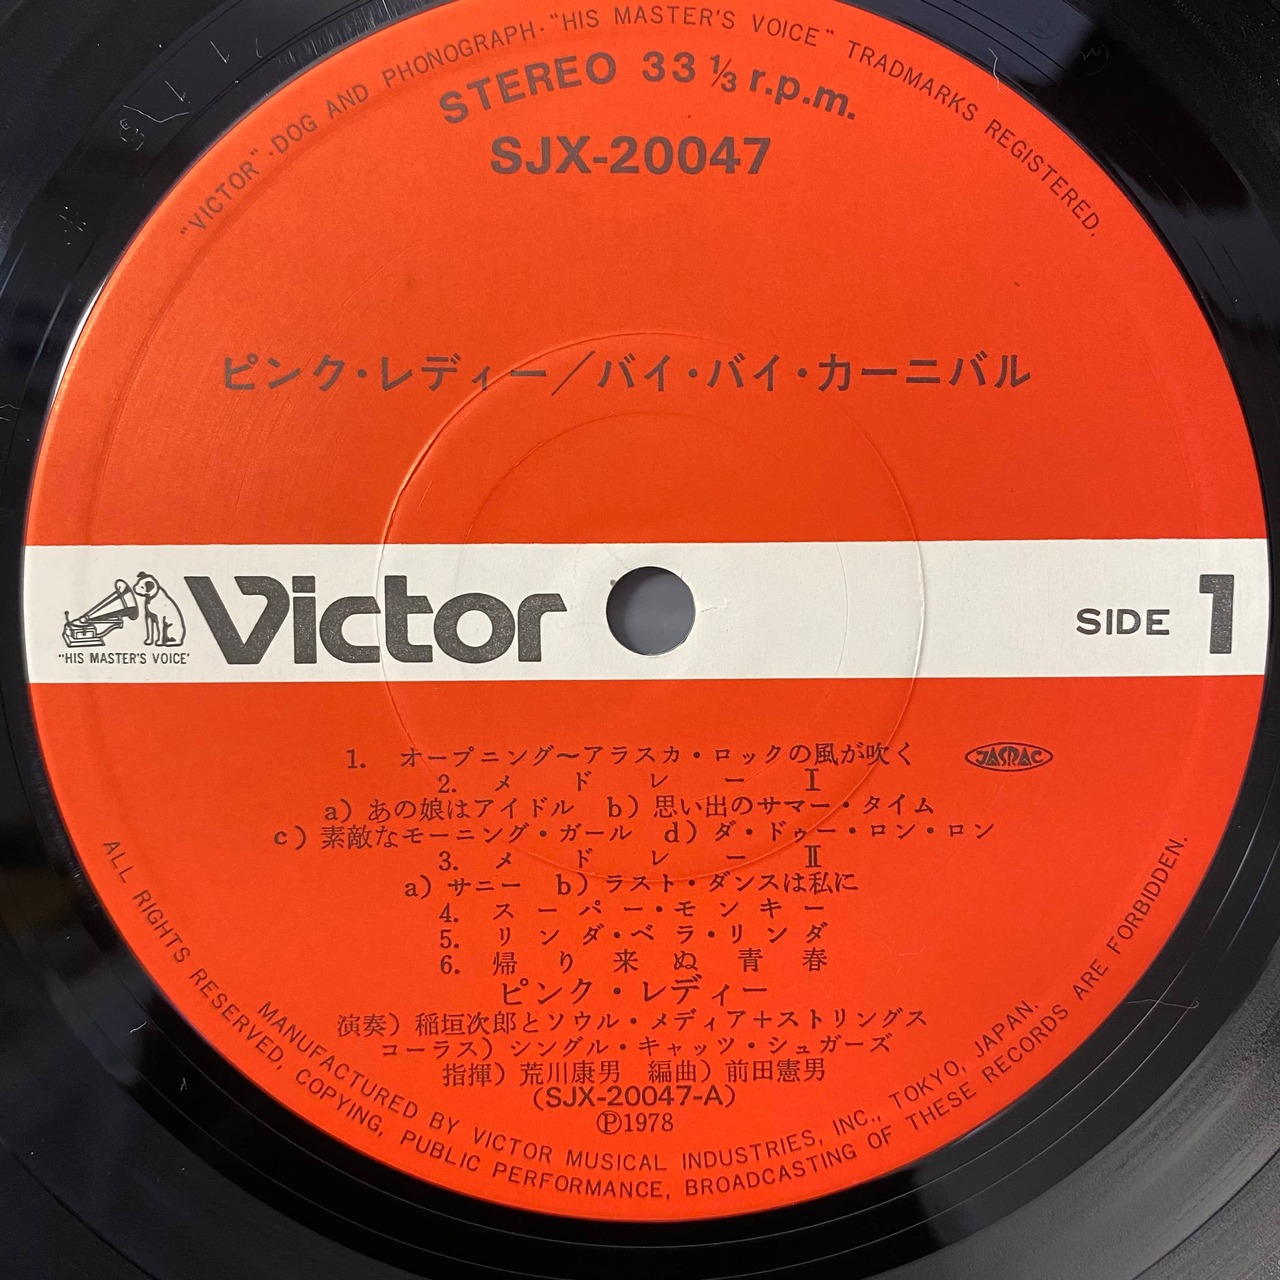 "VICTOR"·DOG AND PHONOGRAPH·"HIS MASTER'S VOICE" TRADMARKS REGISTERED.
STEREO 33 1/3 r.p.m.
SJX-20047
ピンク・レディー/バイ・バイ・カーニバル
Victor
"HIS MASTER'S VOICE'
SIDE 1
1. オープニング〜アラスカ・ロックの風が吹く
JASRAC
2. メドレー Ⅰ
a) あの娘はアイドル b) 思い出のサマー・タイム
c) 素敵なモーニング・ガール d) ダ・ドゥー・ロン・ロン
3. メドレー Ⅱ
a) サニー b) ラスト・ダンスは私に
4. スーパー・モンキー
5. リンダ・ベラ・リンダ
6. 帰り来ぬ青春
ピンク・レディー
演奏) 稲垣次郎とソウル・メディア+ストリングス
コーラス) シングル・キャッツ・シュガーズ
指揮) 荒川康男 編曲) 前田憲男
(SJX-20047-A)
Ⓟ1978
MANUFACTURED BY VICTOR MUSICAL INDUSTRIES, INC., TOKYO, JAPAN.
ALL RIGHTS RESERVED, COPYING, PUBLIC PERFORMANCE, BROADCASTING OF THESE RECORDS ARE FORBIDDEN.